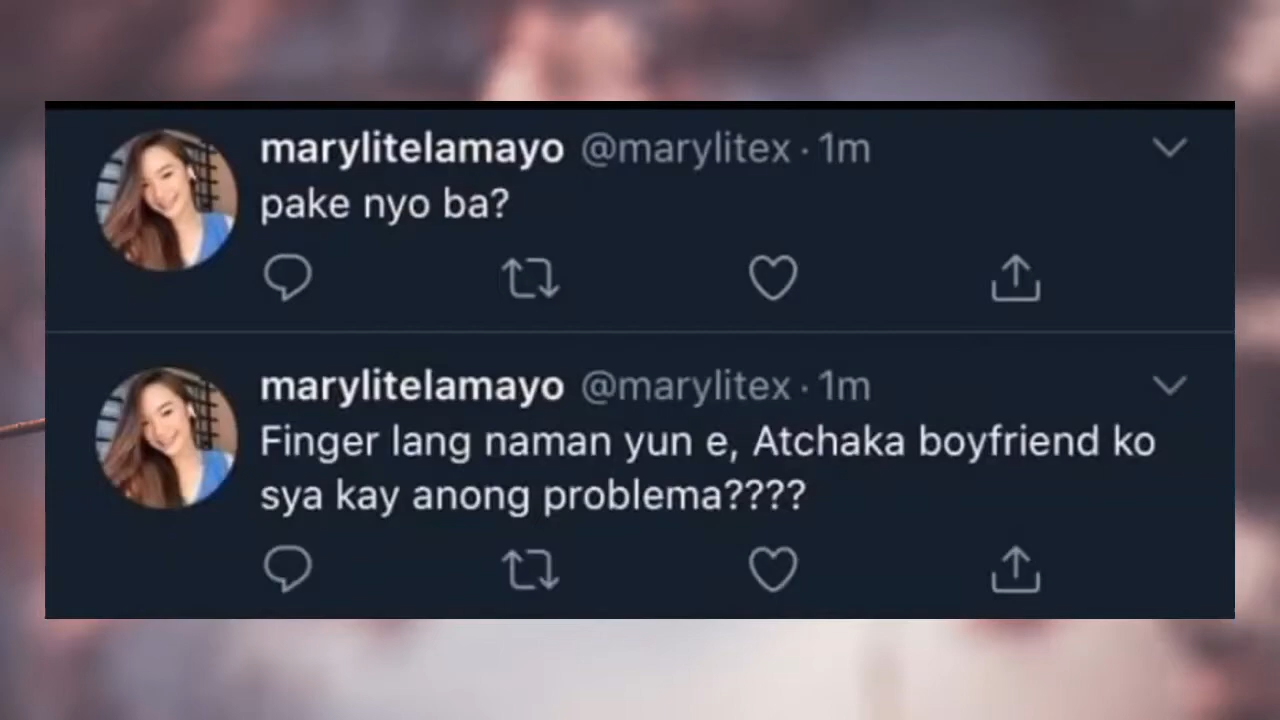 marylitelamayo @marylitex · 1m
pake nyo ba?
marylitelamayo @marylitex · 1m
Finger lang naman yun e, Atchaka boyfriend ko
sya kay anong problema????